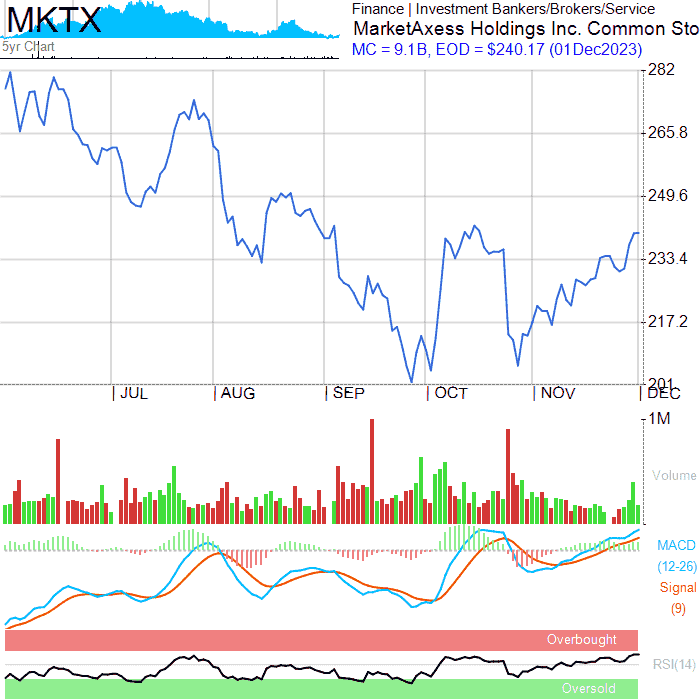 MKTX
Finance | Investment Bankers/Brokers/Service
MarketAxess Holdings Inc. Common Sto
5yr Chart
MC = 9.1B, EOD = $240.17 (01Dec2023)
282
265.8
249.6
233.4
217.2
201
JUL
AUG
SEP
OCT
NOV
DEC
1M
Volume
MACD
(12-26)
Signal
(9)
Overbought
RSI(14)
Oversold